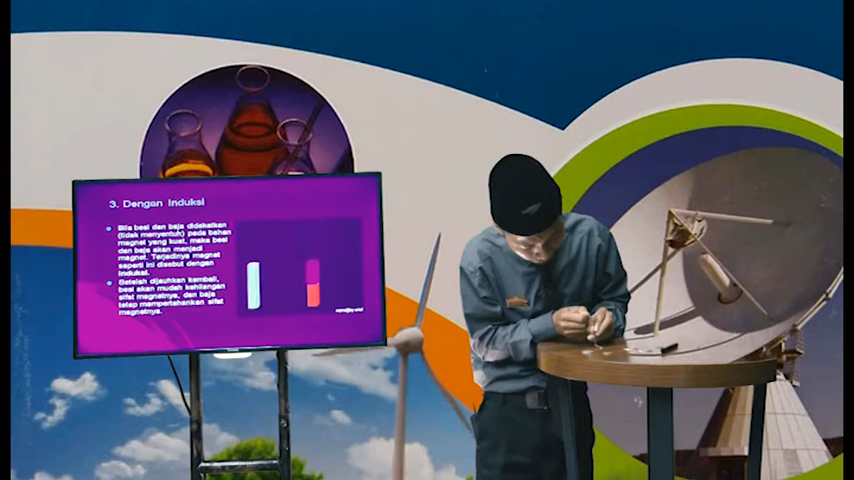 3. Dengan Induksi
Bila besi dan baja didekatkan
(tidak menyentuh) pada bahan
magnet yang kuat, maka besi
dan baja akan menjadi
magnet. Terjadinya magnet
seperti ini disebut dengan
induksi.
Setelah dijauhkan kembali,
besi akan mudah kehilangan
sifat magnetnya, dan baja
tetap mempertahankan sifat
magnetnya.